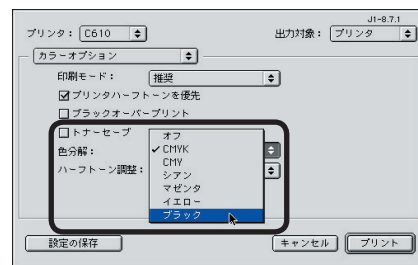 J1-8.7.1
プリンタ： C610 出力対象： プリンタ
カラーオプション
印刷モード： 推奨
プリンタハーフトーンを優先
ブラックオーバープリント
トナーセーブ
オフ
色分解： ✓CMYK
CMY
ハーフトーン調整： シアン
マゼンタ
イエロー
ブラック
設定の保存 キャンセル プリント